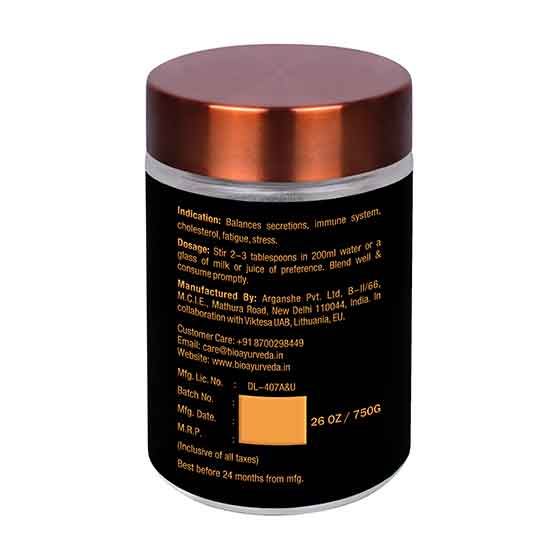 Indication: Balances secretions, immune system,
cholesterol, fatigue, stress.
Dosage: Stir 2-3 tablespoons in 200ml water or a
glass of milk or juice of preference. Blend well &
consume promptly.
Manufactured By: Arganshe Pvt. Ltd, B-II/66,
M.C.I.E., Mathura Road, New Delhi 110044, India. In
collaboration with Viktesa UAB, Lithuania, EU.
Customer Care: +91 8700298449
Email: care@bioayurveda.in
Website: www.bioayurveda.in
Mfg. Lic. No. : DL-407A&U
Batch No. :
Mfg. Date. :
26 OZ / 750G
M.R.P. :
(Inclusive of all taxes)
Best before 24 months from mfg.